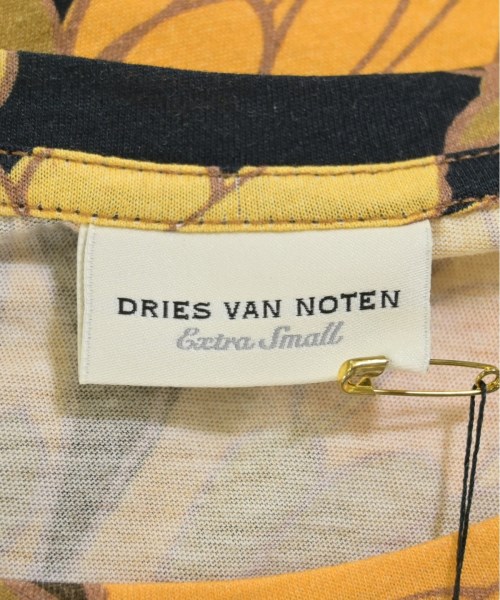 DRIES VAN NOTEN
Extra Small